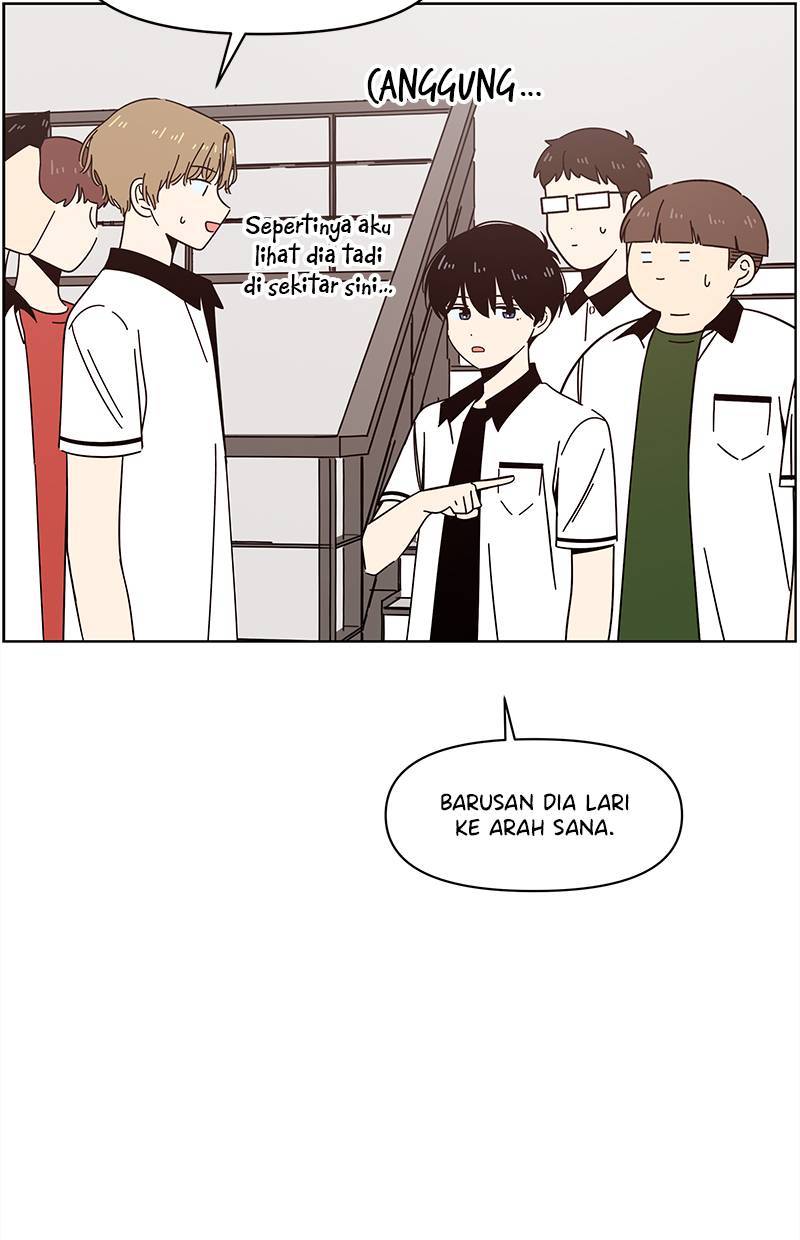 CANGGUNG...
Sepertinya aku
lihat dia tadi
di sekitar sini...
BARUSAN DIA LARI
KE ARAH SANA.